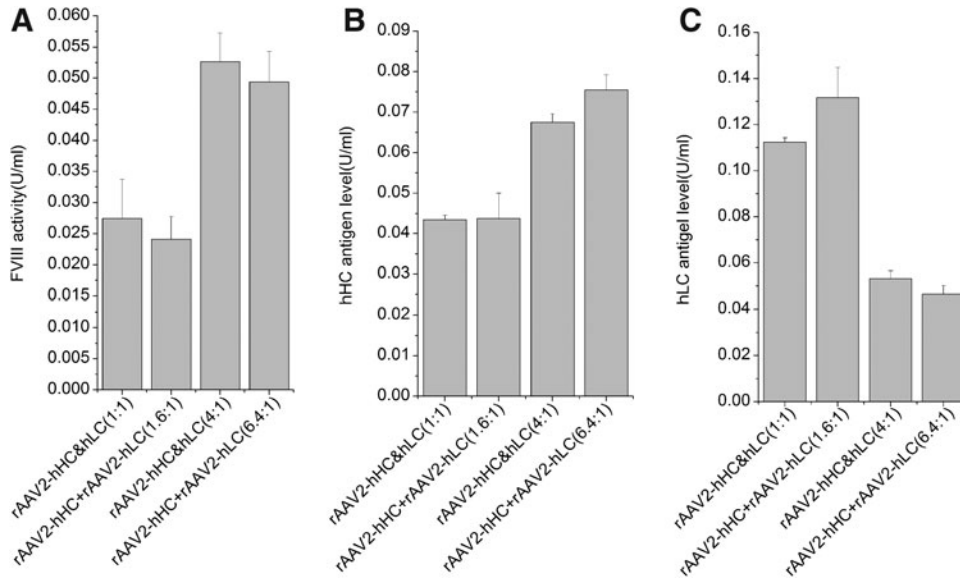 A
0.060
0.055
0.050
0.045
0.040
0.035
0.030
0.025
0.020
0.015
0.010
0.005
0.000
FVIII activity(U/ml)
rAAV2-hHC&hLC(1:1)
rAAV2-hHC+rAAV2-hLC(1.6:1)
rAAV2-hHC&hLC(4:1)
rAAV2-hHC+rAAV2-hLC(6.4:1)
B
0.09
0.08
0.07
0.06
0.05
0.04
0.03
0.02
0.01
0.00
hHC antigen level(U/ml)
rAAV2-hHC&hLC(1:1)
rAAV2-hHC+rAAV2-hLC(1.6:1)
rAAV2-hHC&hLC(4:1)
rAAV2-hHC+rAAV2-hLC(6.4:1)
C
0.16
0.14
0.12
0.10
0.08
0.06
0.04
0.02
0.00
hLC antigel level(U/ml)
rAAV2-hHC&hLC(1:1)
rAAV2-hHC+rAAV2-hLC(1.6:1)
rAAV2-hHC&hLC(4:1)
rAAV2-hHC+rAAV2-hLC(6.4:1)